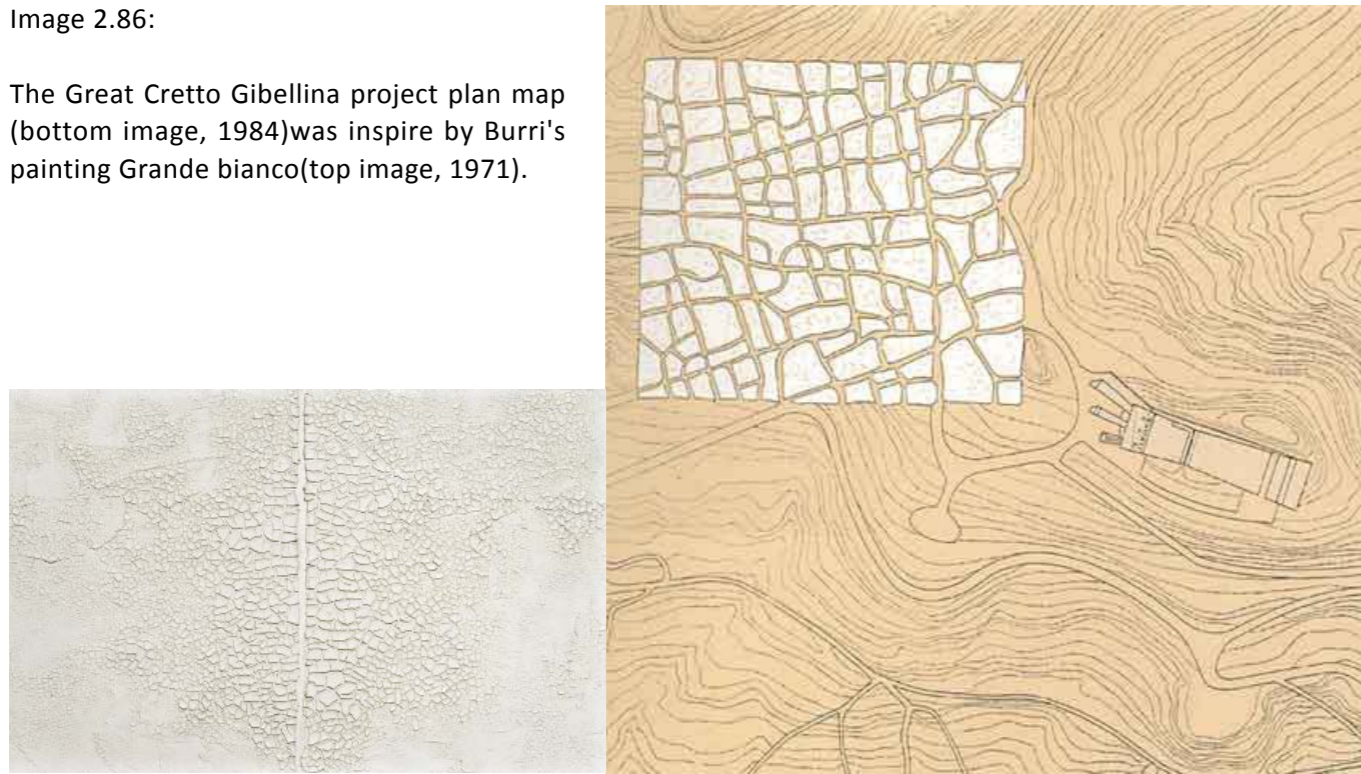 Image 2.86:
The Great Cretto Gibellina project plan map
(bottom image, 1984)was inspire by Burri's
painting Grande bianco(top image, 1971).